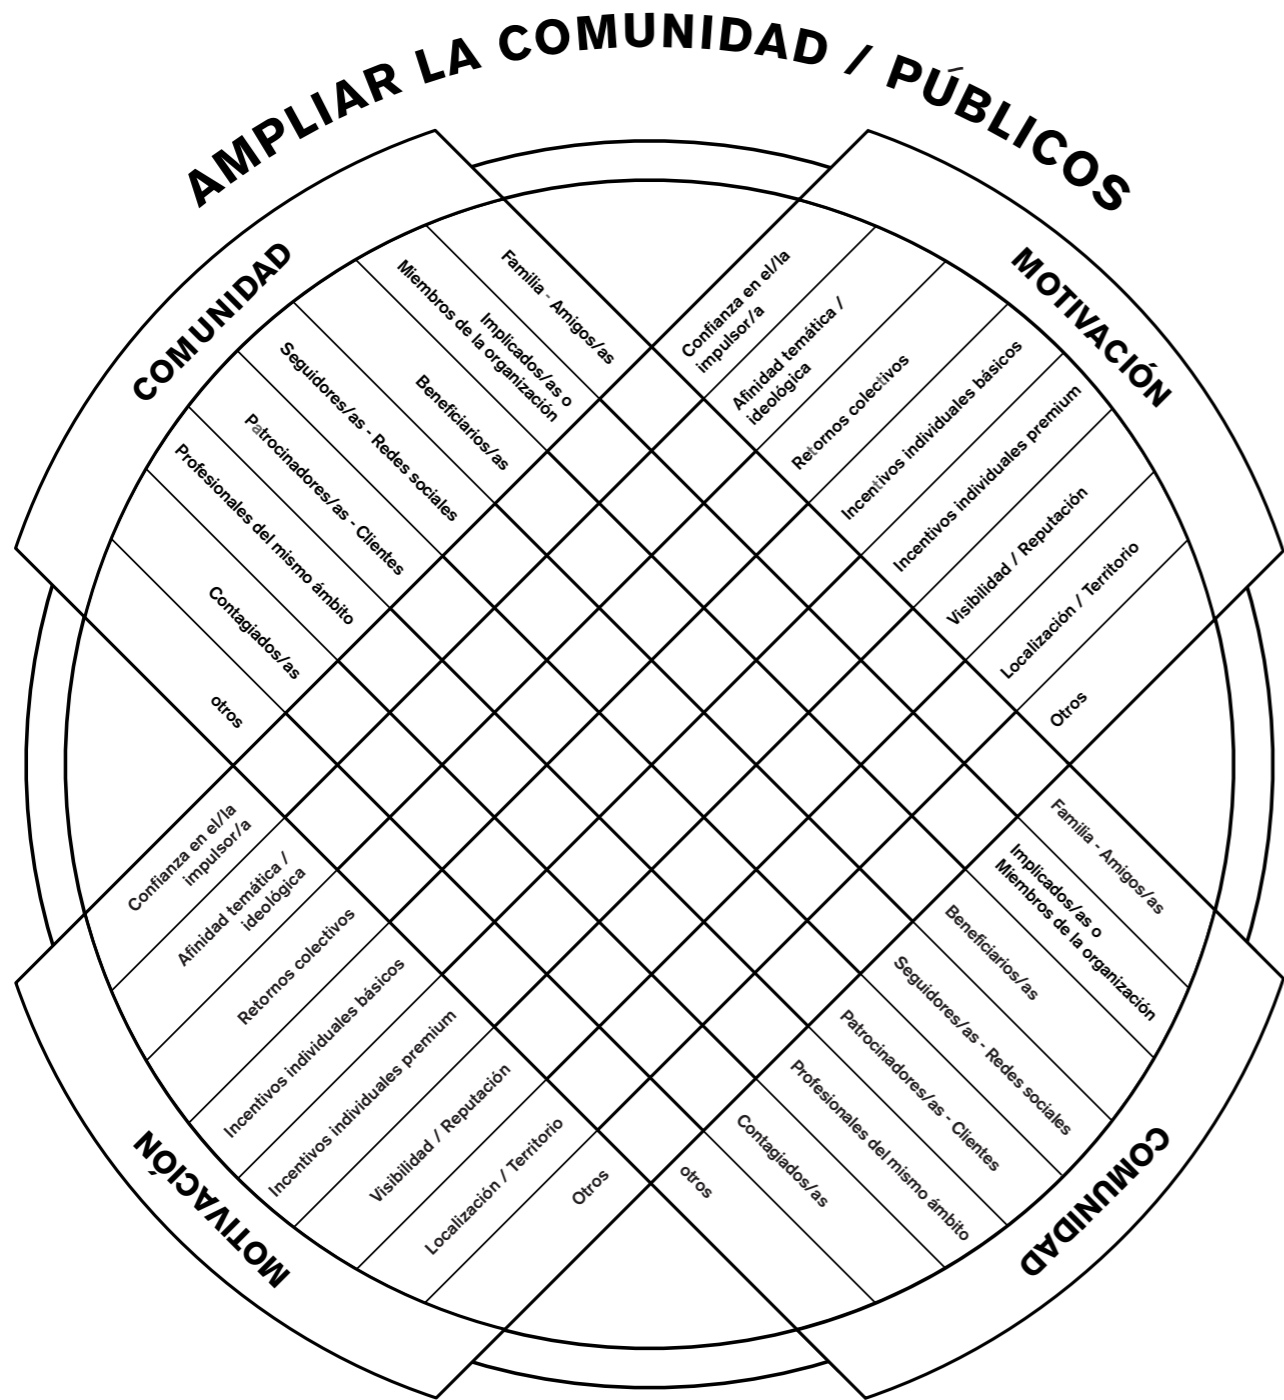 AMPLIAR LA COMUNIDAD / PÚBLICOS
COMUNIDAD
Familia - Amigos/as
Implicados/as o
Miembros de la organización
Beneficiarios/as
Seguidores/as - Redes sociales
Patrocinadores/as - Clientes
Profesionales del mismo ámbito
Contagiados/as
otros
MOTIVACIÓN
Confianza en el/la
impulsor/a
Afinidad temática /
ideológica
Retornos colectivos
Incentivos individuales básicos
Incentivos individuales premium
Visibilidad / Reputación
Localización / Territorio
Otros
Confianza en el/la
impulsor/a
Afinidad temática /
ideológica
Retornos colectivos
Incentivos individuales básicos
Incentivos individuales premium
Visibilidad / Reputación
Localización / Territorio
Otros
MOTIVACIÓN
Familia - Amigos/as
Implicados/as o
Miembros de la organización
Beneficiarios/as
Seguidores/as - Redes sociales
Patrocinadores/as - Clientes
Profesionales del mismo ámbito
Contagiados/as
otros
COMUNIDAD